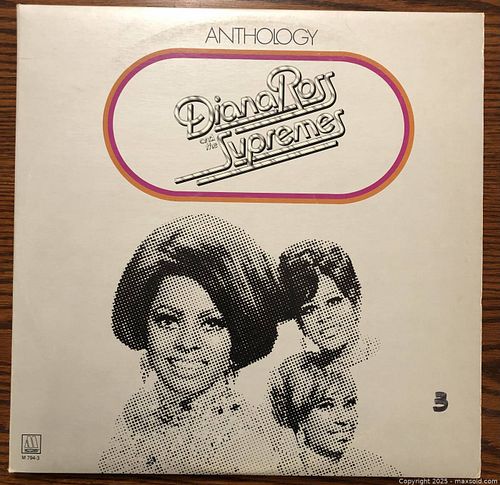 ANTHOLOGY
Diana Ross
and the Supremes
3
M
M 794-3
Copyright © 2025 - maxsold.com